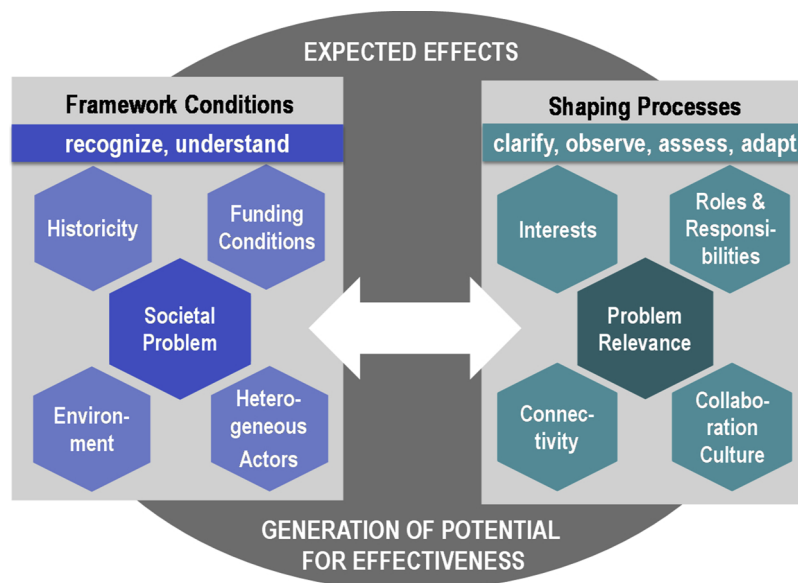 EXPECTED EFFECTS
Framework Conditions
recognize, understand
Historicity
Funding
Conditions
Societal
Problem
Environ-
ment
Hetero-
geneous
Actors
Shaping Processes
clarify, observe, assess, adapt
Interests
Roles &
Responsi-
bilities
Problem
Relevance
Connec-
tivity
Collabo-
ration
Culture
GENERATION OF POTENTIAL
FOR EFFECTIVENESS